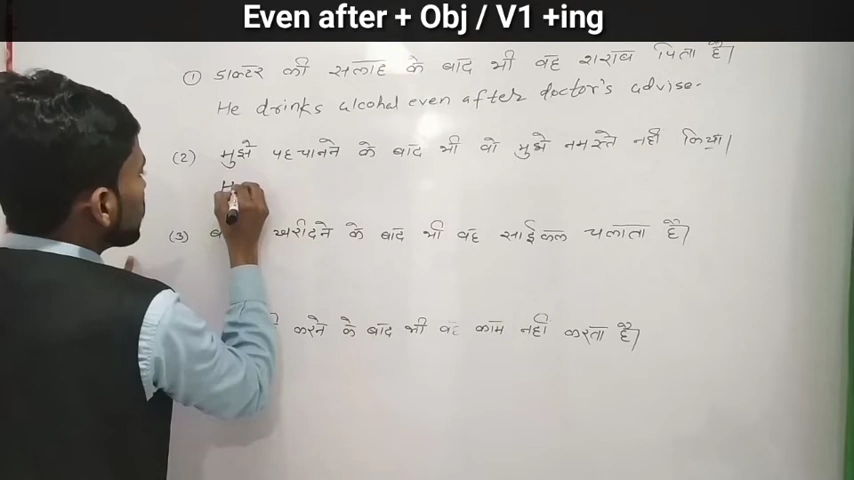 Even after + Obj / V1 +ing
① डाक्टर की सलाह के बाद भी वह शराब पिता है।
He drinks alcohol even after doctor's advise.
(2) मुझे पहचानने के बाद भी वो मुझे नमस्ते नहीं किया।
H
(3) खरीदने के बाद भी वह साईकल चलाता है।
करने के बाद भी वह काम नहीं करता है।